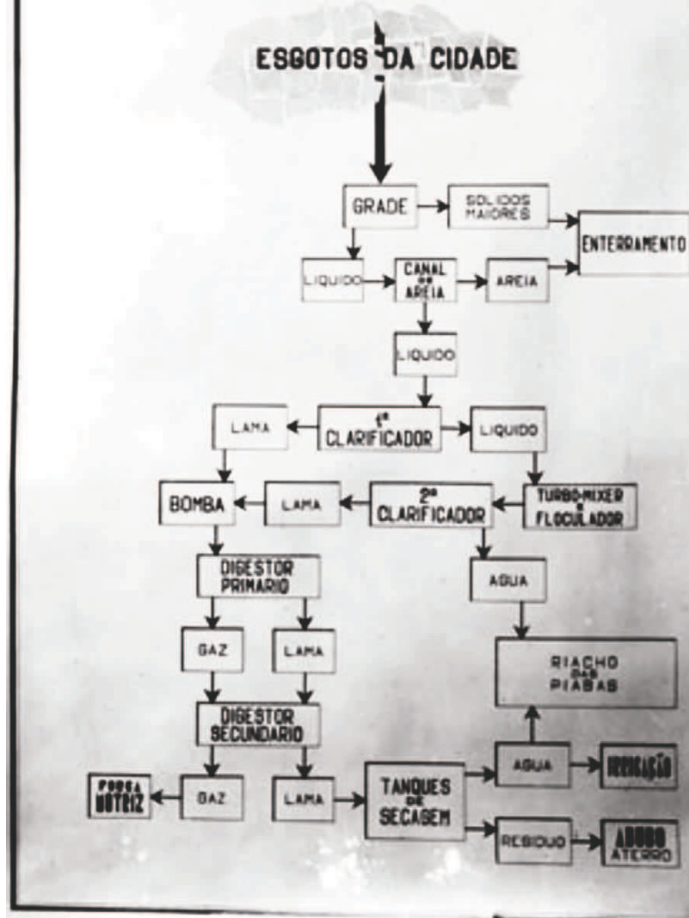 ESGOTOS DA CIDADE
GRADE
SOLIDOS
MAIORES
ENTERRAMENTO
LIQUIDO
CANAL
DE
AREIA
AREIA
LIQUIDO
LAMA
1º
CLARIFICADOR
LIQUIDO
BOMBA
LAMA
2º
CLARIFICADOR
TURBO-MIXER
E
FLOCULADOR
DIGESTOR
PRIMARIO
AGUA
GAZ
LAMA
RIACHO
DAS
PIABAS
DIGESTOR
SECUNDARIO
FORÇA
MOTRIZ
GAZ
LAMA
TANQUES
DE
SECAGEM
AGUA
IRRIGAÇÃO
RESIDUO
ADUBO
ATERRO